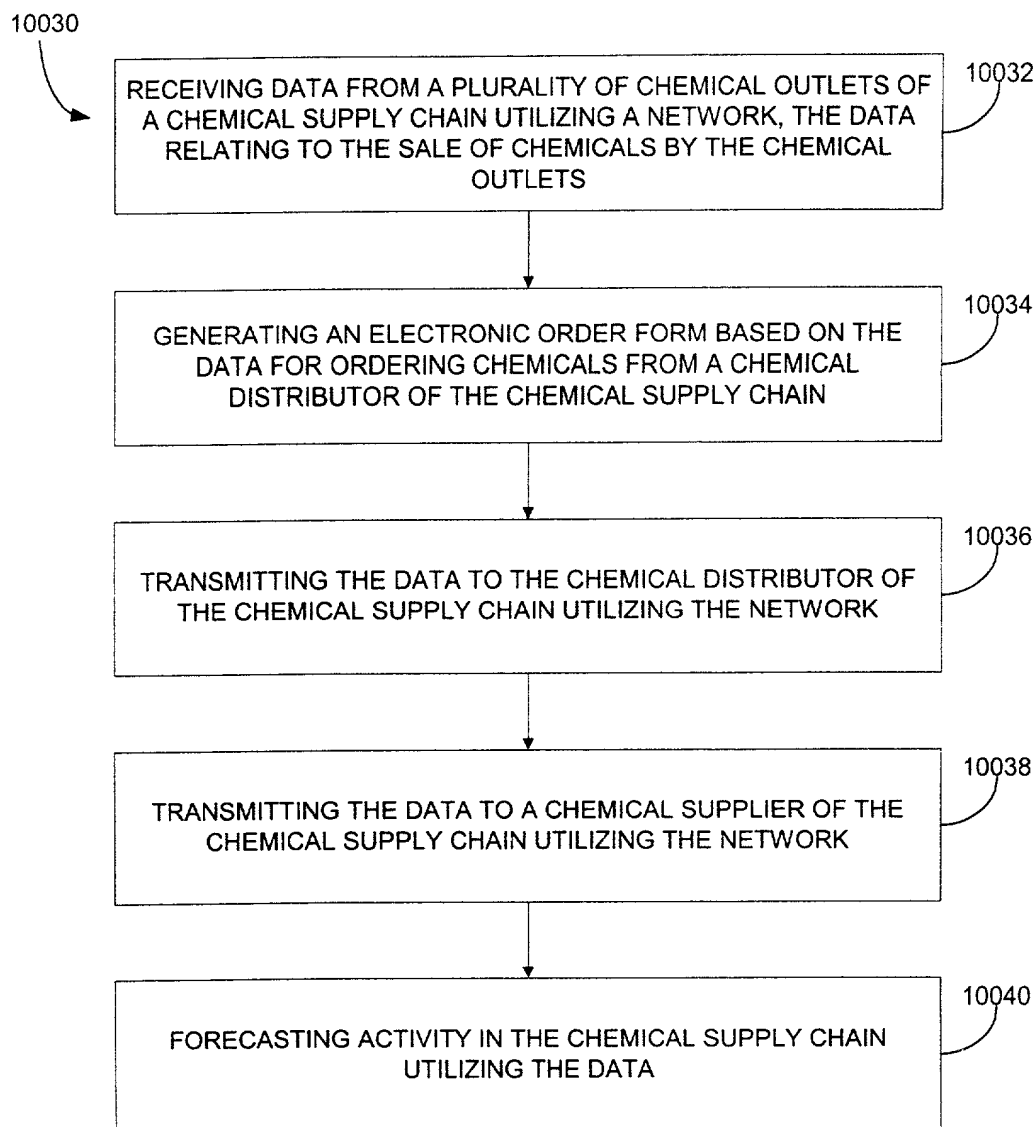 10030
10032
RECEIVING DATA FROM A PLURALITY OF CHEMICAL OUTLETS OF
A CHEMICAL SUPPLY CHAIN UTILIZING A NETWORK, THE DATA
RELATING TO THE SALE OF CHEMICALS BY THE CHEMICAL
OUTLETS
10034
GENERATING AN ELECTRONIC ORDER FORM BASED ON THE
DATA FOR ORDERING CHEMICALS FROM A CHEMICAL
DISTRIBUTOR OF THE CHEMICAL SUPPLY CHAIN
10036
TRANSMITTING THE DATA TO THE CHEMICAL DISTRIBUTOR OF
THE CHEMICAL SUPPLY CHAIN UTILIZING THE NETWORK
10038
TRANSMITTING THE DATA TO A CHEMICAL SUPPLIER OF THE
CHEMICAL SUPPLY CHAIN UTILIZING THE NETWORK
10040
FORECASTING ACTIVITY IN THE CHEMICAL SUPPLY CHAIN
UTILIZING THE DATA